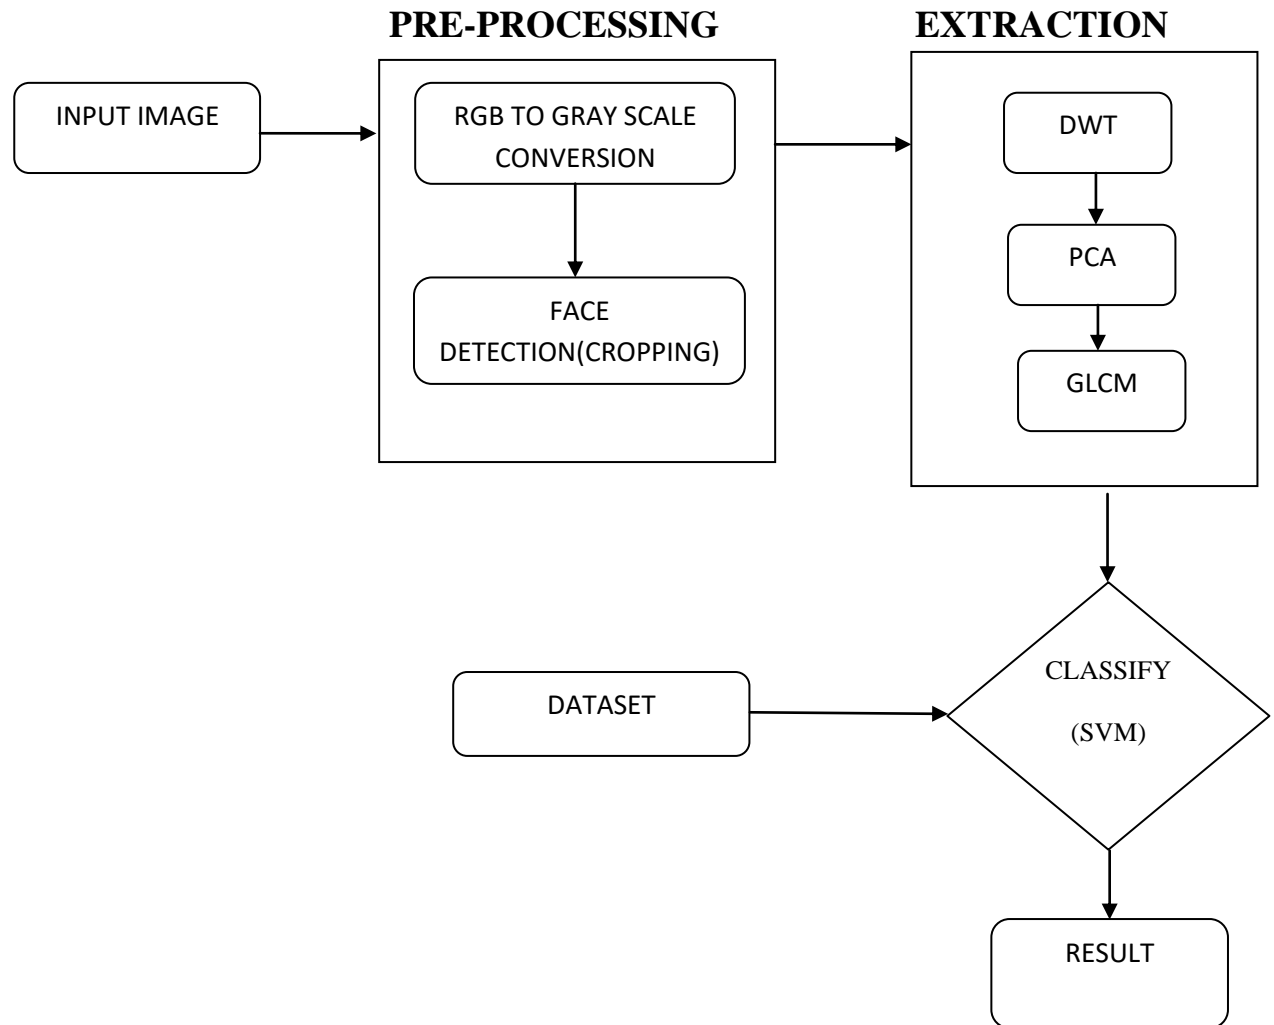 PRE-PROCESSING
EXTRACTION
INPUT IMAGE
RGB TO GRAY SCALE
CONVERSION
FACE
DETECTION(CROPPING)
DWT
PCA
GLCM
DATASET
CLASSIFY
(SVM)
RESULT